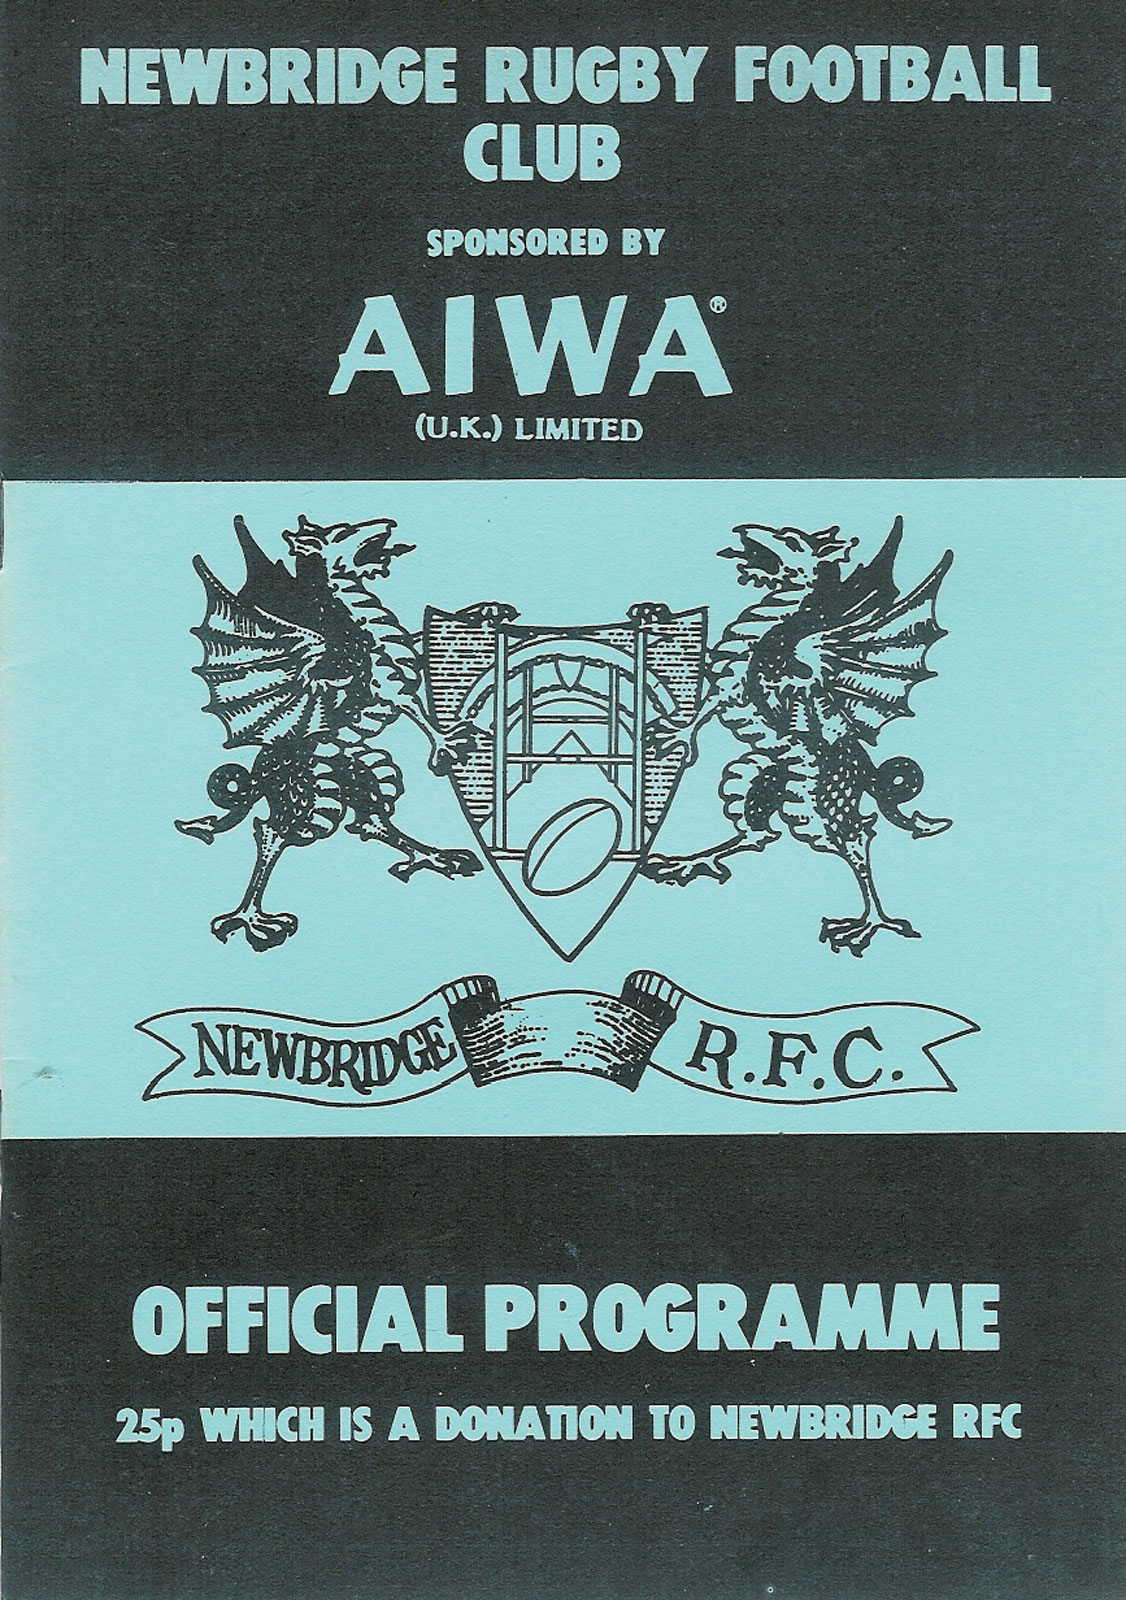 NEWBRIDGE RUGBY FOOTBALL
CLUB
SPONSORED BY
AIWA®
(U.K.) LIMITED
NEWBRIDGE R.F.C.
OFFICIAL PROGRAMME
25p WHICH IS A DONATION TO NEWBRIDGE RFC